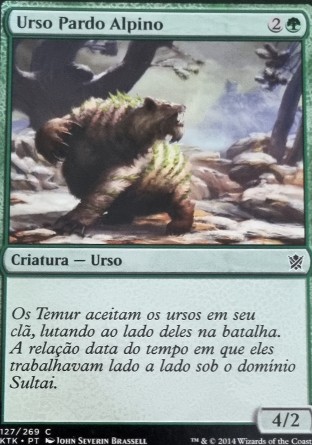 Urso Pardo Alpino 2
Criatura — Urso
Os Temur aceitam os ursos em seu
clã, lutando ao lado deles na batalha.
A relação data do tempo em que eles
trabalhavam lado a lado sob o domínio
Sultai.
4/2
127/269 C
KTK • PT JOHN SEVERIN BRASSELL ™ & © 2014 Wizards of the Coast